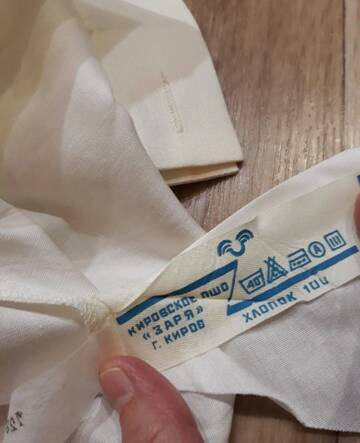 КИРОВСКОЕ ПШО
«ЗАРЯ»
Г. КИРОВ
40
А
ХЛОПОК 100